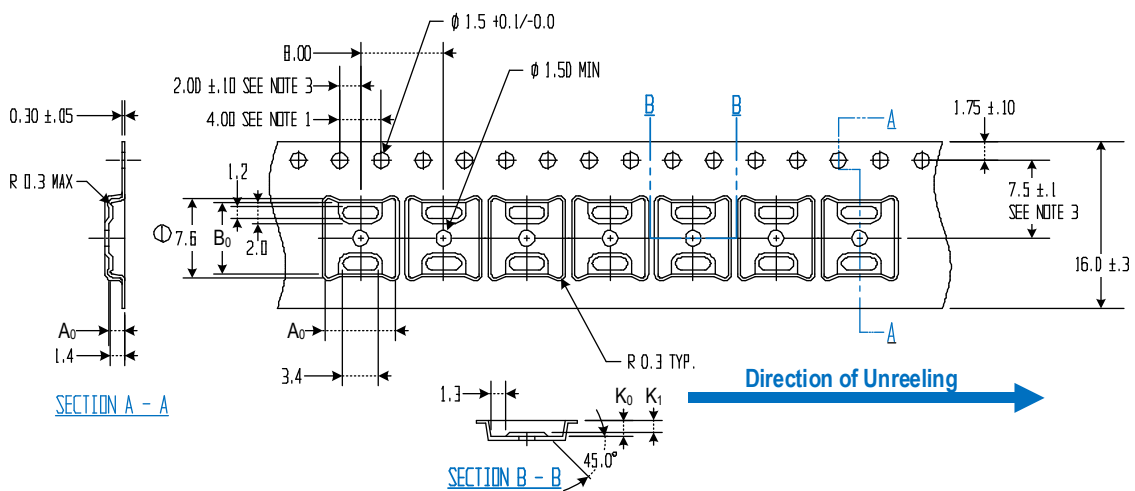 ϕ 1.5 +0.1/-0.0
8.00
2.00 ±.10 SEE NOTE 3
ϕ 1.50 MIN
0.30 ±.05
4.00 SEE NOTE 1
B B
A
1.75 ±.10
1.2
R 0.3 MAX
7.5 ±.1
SEE NOTE 3
7.6
B₀
2.0
16.0 ±.3
A₀
1.4
A₀
A
R 0.3 TYP.
3.4
Direction of Unreeling
SECTION A - A
1.3
K₀ K₁
45.0°
SECTION B - B